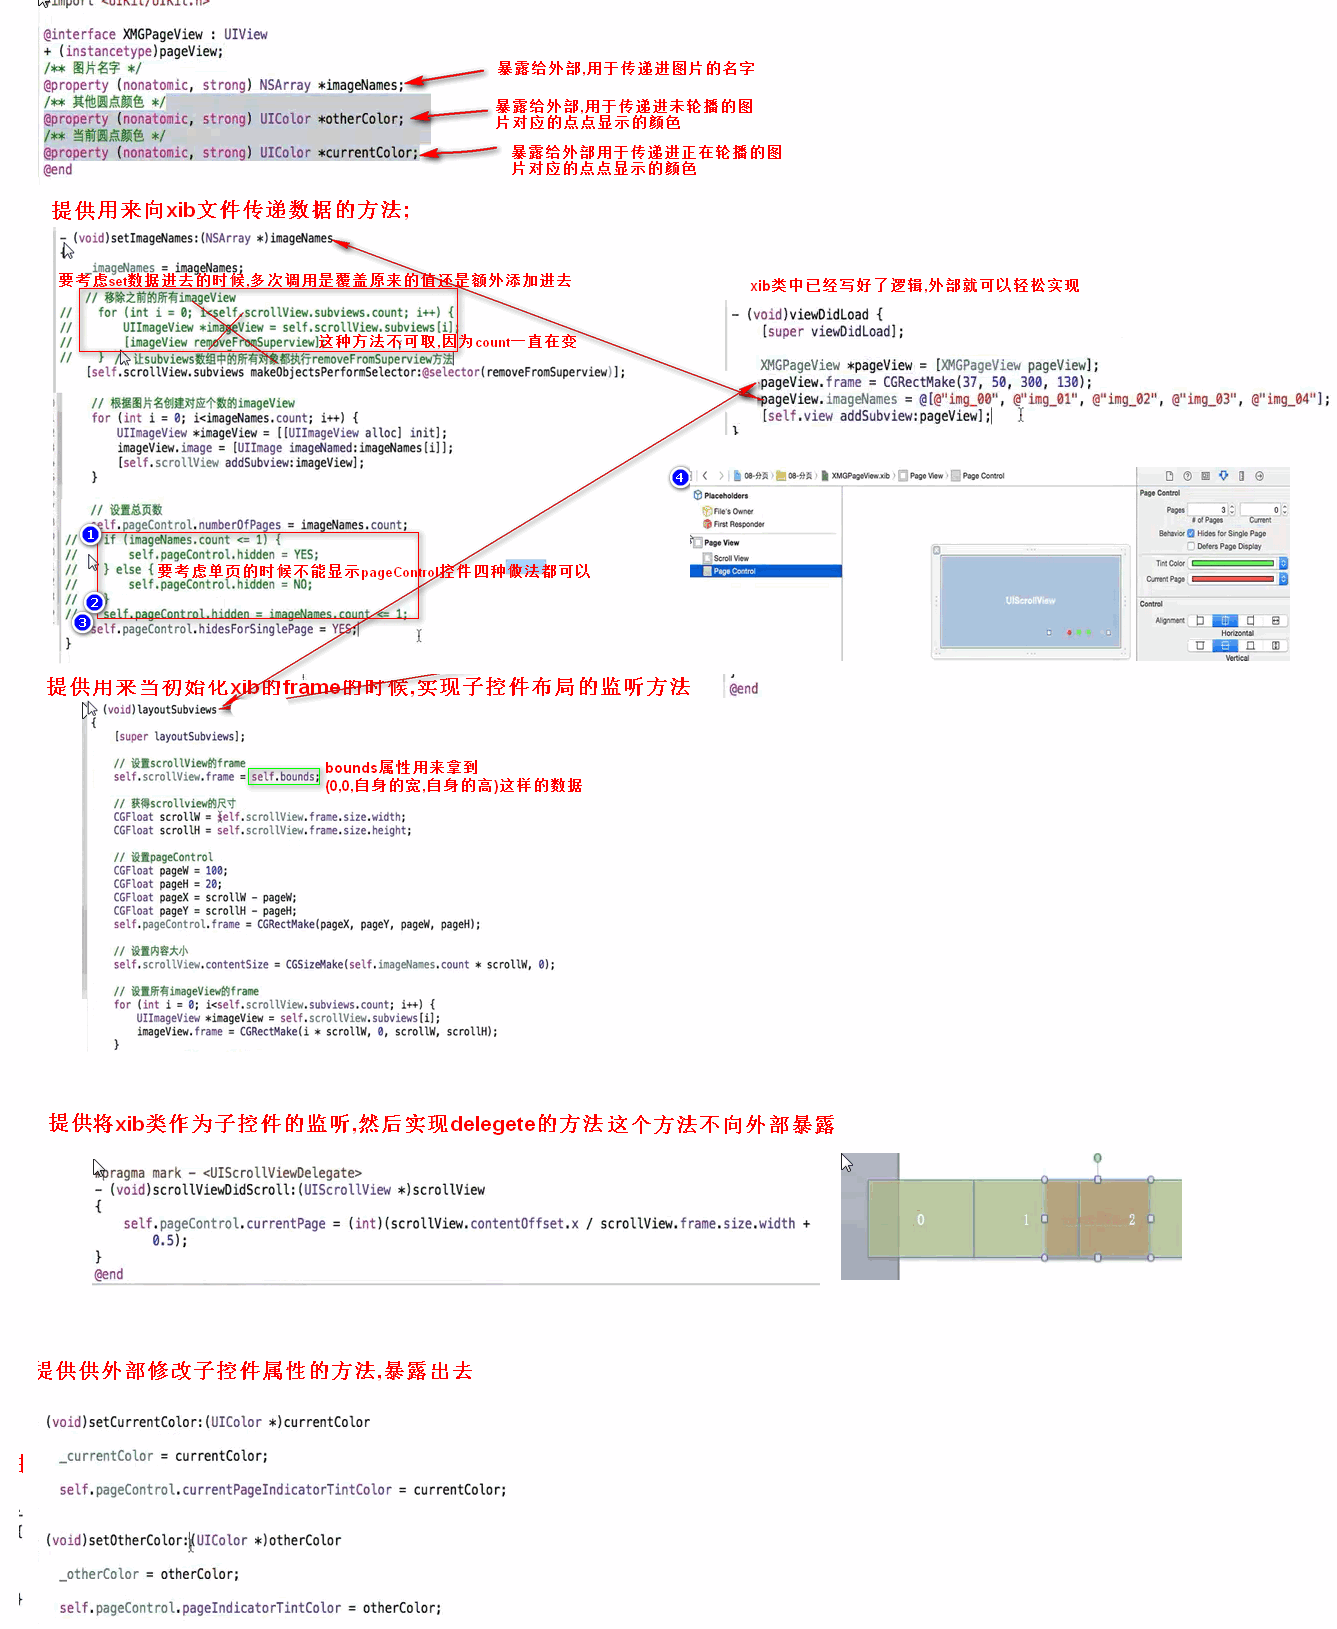 import <UIKit/UIKit.h>
@interface XMGPageView : UIView
+ (instancetype)pageView;
/** 图片名字 */
@property (nonatomic, strong) NSArray *imageNames;
/** 其他圆点颜色 */
@property (nonatomic, strong) UIColor *otherColor;
/** 当前圆点颜色 */
@property (nonatomic, strong) UIColor *currentColor;
@end
暴露给外部,用于传递进图片的名字
暴露给外部,用于传递进未轮播的图
片对应的点点显示的颜色
暴露给外部用于传递进正在轮播的图
片对应的点点显示的颜色
提供用来向xib文件传递数据的方法;
- (void)setImageNames:(NSArray *)imageNames
imageNames = imageNames;
要考虑set数据进去的时候,多次调用是覆盖原来的值还是额外添加进去
// 移除之前的所有imageView
// for (int i = 0; i<self.scrollView.subviews.count; i++) {
// UIImageView *imageView = self.scrollView.subviews[i];
// [imageView removeFromSuperview]
这种方法不可取,因为count一直在变
// } // 让subviews数组中的所有对象都执行removeFromSuperview方法
[self.scrollView.subviews makeObjectsPerformSelector:@selector(removeFromSuperview)];
// 根据图片名创建对应个数的imageView
for (int i = 0; i<imageNames.count; i++) {
UIImageView *imageView = [[UIImageView alloc] init];
imageView.image = [UIImage imageNamed:imageNames[i]];
[self.scrollView addSubview:imageView];
}
// 设置总页数
self.pageControl.numberOfPages = imageNames.count;
1
// if (imageNames.count <= 1) {
// self.pageControl.hidden = YES;
// } else {
要考虑单页的时候不能显示pageControl控件四种做法都可以
// self.pageControl.hidden = NO;
2
// }
// self.pageControl.hidden = imageNames.count <= 1;
3
self.pageControl.hidesForSinglePage = YES;
}
xib类中已经写好了逻辑,外部就可以轻松实现
- (void)viewDidLoad {
[super viewDidLoad];
XMGPageView *pageView = [XMGPageView pageView];
pageView.frame = CGRectMake(37, 50, 300, 130);
pageView.imageNames = @[@"img_00", @"img_01", @"img_02", @"img_03", @"img_04"];
[self.view addSubview:pageView];
}
4
08-分页 08-分页 XMGPageView.xib Page View Page Control
Placeholders
File's Owner
First Responder
Page View
Scroll View
Page Control
UIScrollView
Page Control
Pages 3 0
# of Pages Current
Behavior Hides for Single Page
Defers Page Display
Tint Color
Current Page
Control
Alignment
Horizontal
Vertical
提供用来当初始化xib的frame的时候,实现子控件布局的监听方法
@end
(void)layoutSubviews
{
[super layoutSubviews];
// 设置scrollView的frame
self.scrollView.frame = self.bounds;
bounds属性用来拿到
(0,0,自身的宽,自身的高)这样的数据
// 获得scrollview的尺寸
CGFloat scrollW = self.scrollView.frame.size.width;
CGFloat scrollH = self.scrollView.frame.size.height;
// 设置pageControl
CGFloat pageW = 100;
CGFloat pageH = 20;
CGFloat pageX = scrollW - pageW;
CGFloat pageY = scrollH - pageH;
self.pageControl.frame = CGRectMake(pageX, pageY, pageW, pageH);
// 设置内容大小
self.scrollView.contentSize = CGSizeMake(self.imageNames.count * scrollW, 0);
// 设置所有imageView的frame
for (int i = 0; i<self.scrollView.subviews.count; i++) {
UIImageView *imageView = self.scrollView.subviews[i];
imageView.frame = CGRectMake(i * scrollW, 0, scrollW, scrollH);
}
提供将xib类作为子控件的监听,然后实现delegete的方法这个方法不向外部暴露
#pragma mark - <UIScrollViewDelegate>
- (void)scrollViewDidScroll:(UIScrollView *)scrollView
{
self.pageControl.currentPage = (int)(scrollView.contentOffset.x / scrollView.frame.size.width +
0.5);
}
@end
0 1 2
提供供外部修改子控件属性的方法,暴露出去
(void)setCurrentColor:(UIColor *)currentColor
_currentColor = currentColor;
self.pageControl.currentPageIndicatorTintColor = currentColor;
(void)setOtherColor:(UIColor *)otherColor
_otherColor = otherColor;
self.pageControl.pageIndicatorTintColor = otherColor;